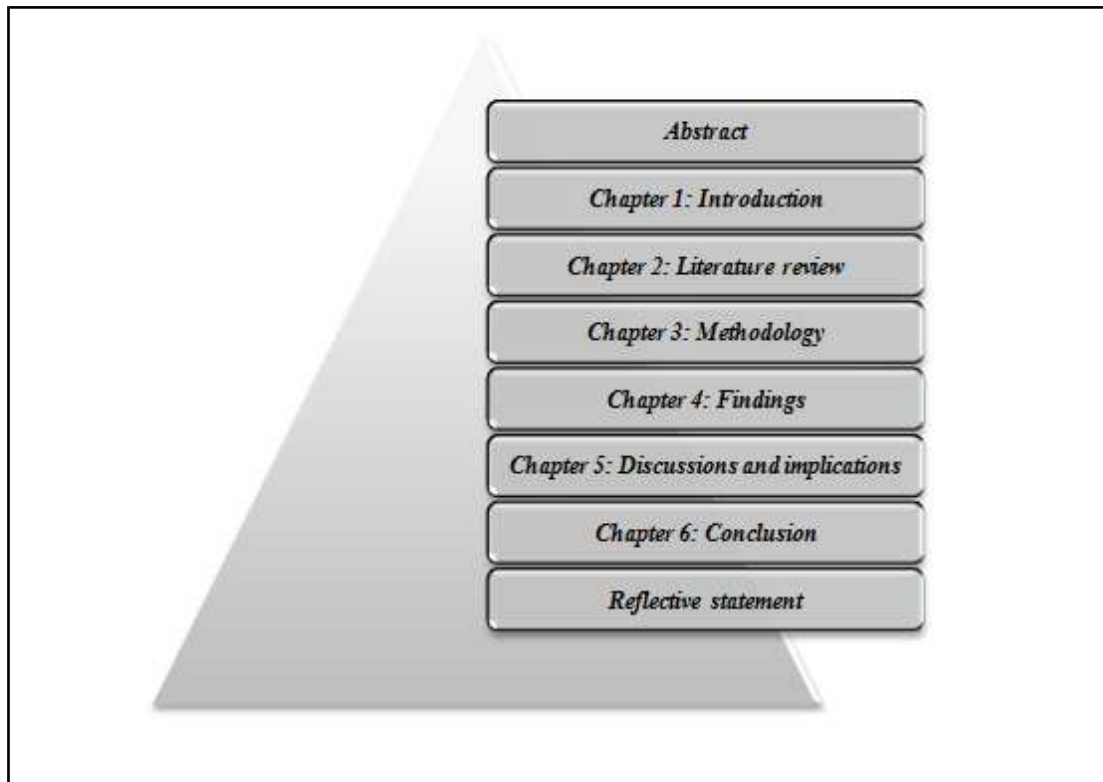 Abstract
Chapter 1: Introduction
Chapter 2: Literature review
Chapter 3: Methodology
Chapter 4: Findings
Chapter 5: Discussions and implications
Chapter 6: Conclusion
Reflective statement